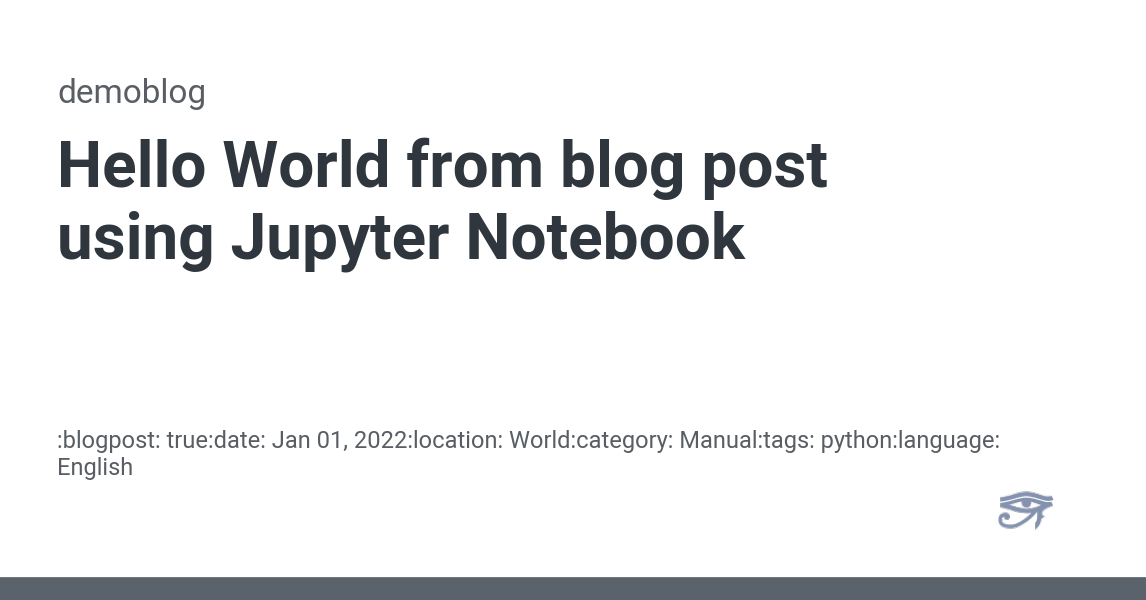 demoblog
Hello World from blog post
using Jupyter Notebook
:blogpost: true:date: Jan 01, 2022:location: World:category: Manual:tags: python:language:
English